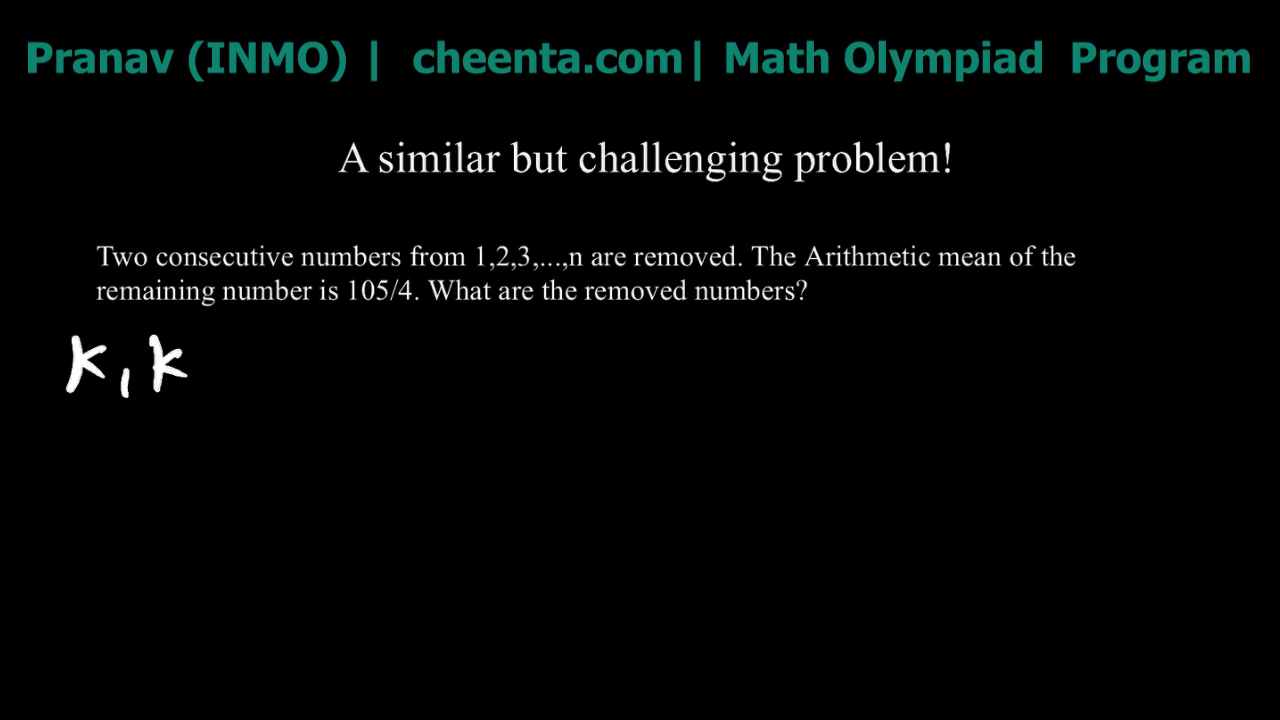 Pranav (INMO) | cheenta.com | Math Olympiad Program
A similar but challenging problem!
Two consecutive numbers from 1,2,3,...,n are removed. The Arithmetic mean of the
remaining number is 105/4. What are the removed numbers?
k, k